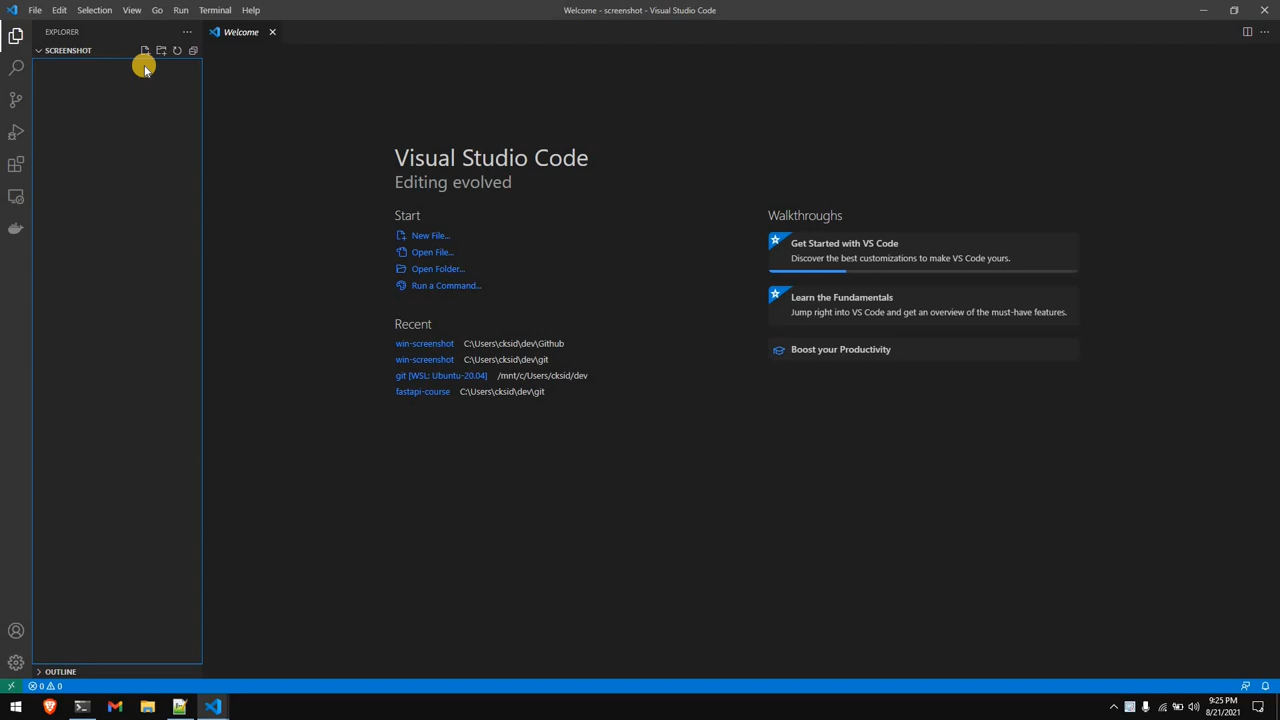 File Edit Selection View Go Run Terminal Help
Welcome - screenshot - Visual Studio Code
EXPLORER
Welcome
SCREENSHOT
Visual Studio Code
Editing evolved
Start
New File...
Open File...
Open Folder...
Run a Command...
Recent
win-screenshot C:\Users\cksid\dev\Github
win-screenshot C:\Users\cksid\dev\git
git [WSL: Ubuntu-20.04] /mnt/c/Users/cksid/dev
fastapi-course C:\Users\cksid\dev\git
Walkthroughs
Get Started with VS Code
Discover the best customizations to make VS Code yours.
Learn the Fundamentals
Jump right into VS Code and get an overview of the must-have features.
Boost your Productivity
OUTLINE
0 0
9:25 PM
8/21/2021